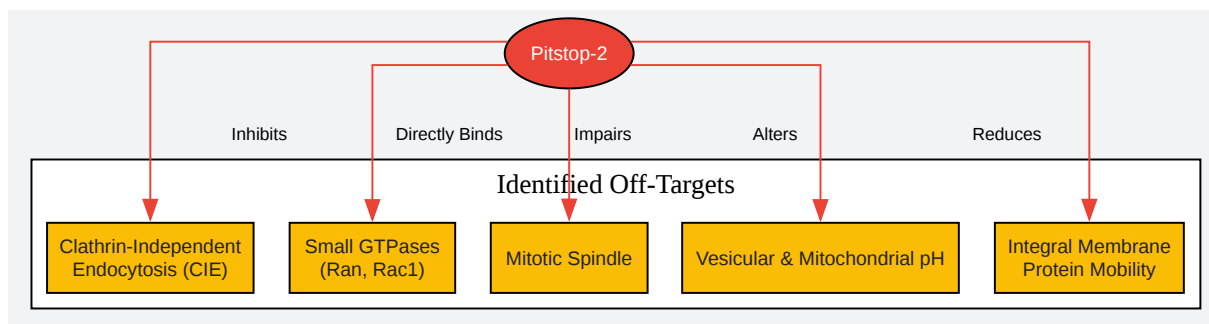 Pitstop-2
Inhibits
Directly Binds
Impairs
Alters
Reduces
Identified Off-Targets
Clathrin-Independent
Endocytosis (CIE)
Small GTPases
(Ran, Rac1)
Mitotic Spindle
Vesicular & Mitochondrial pH
Integral Membrane
Protein Mobility